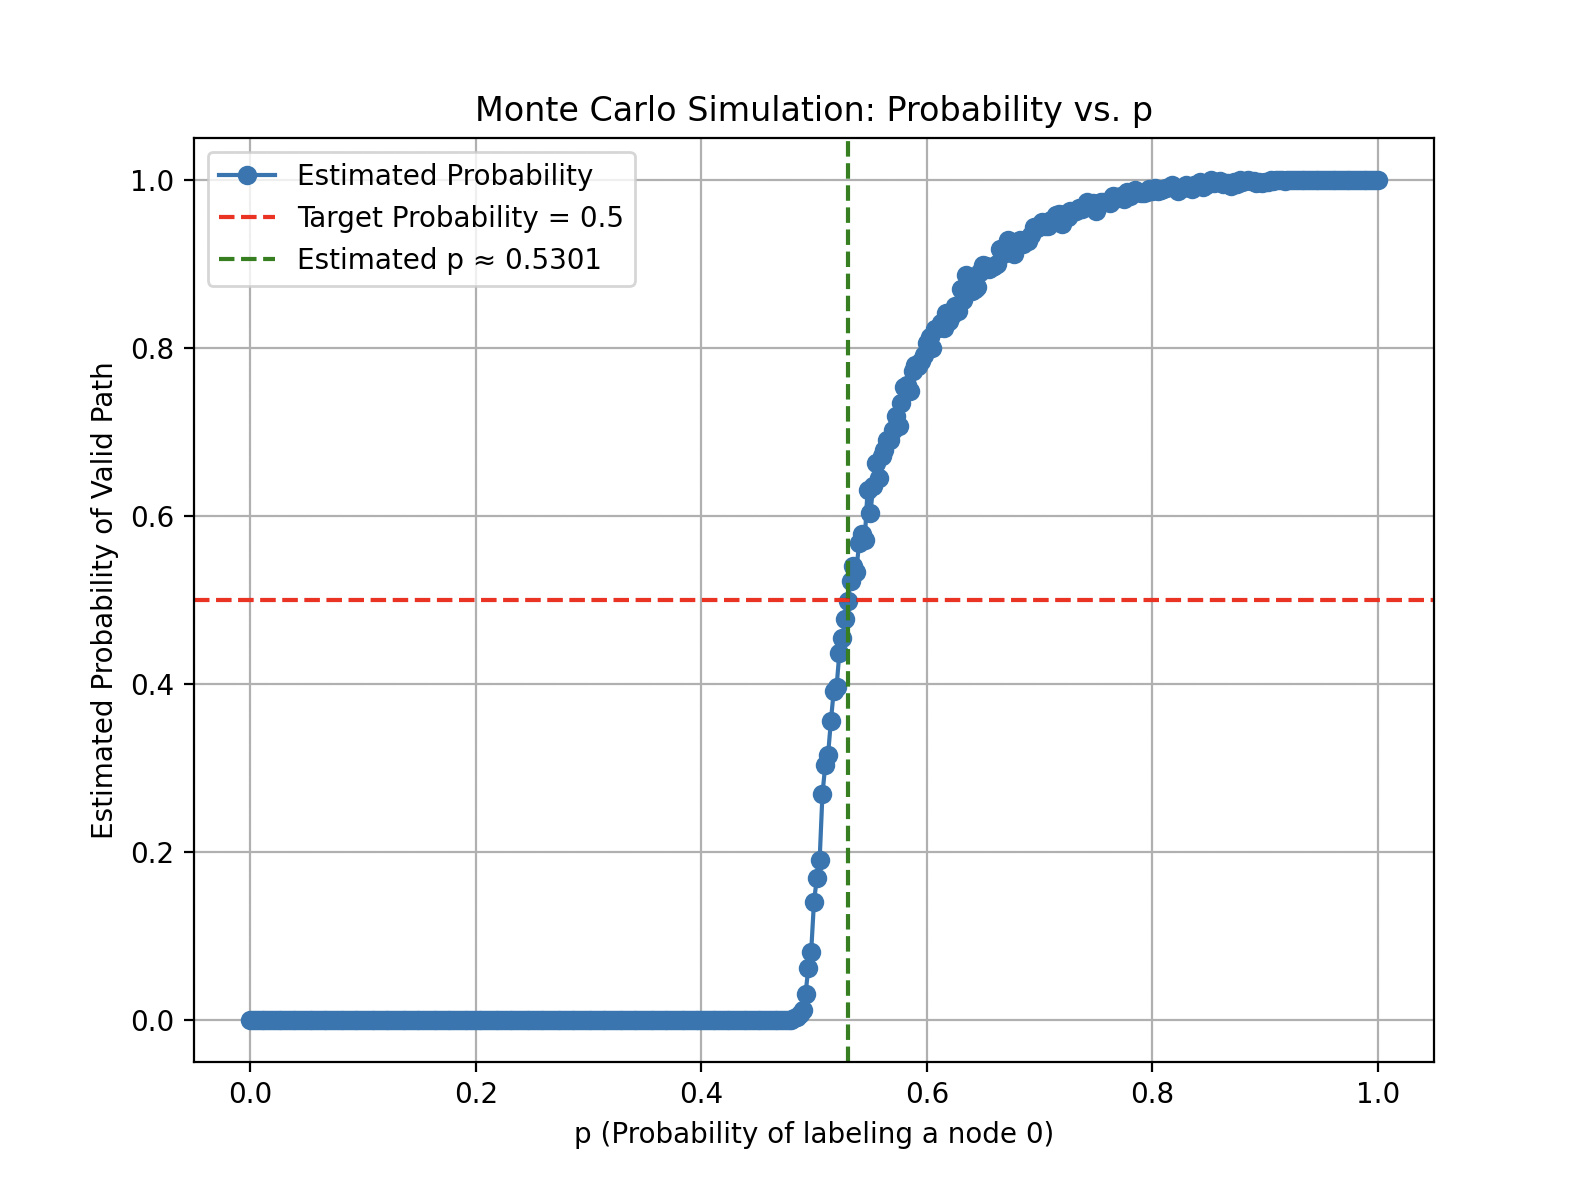 Monte Carlo Simulation: Probability vs. p
Estimated Probability
Target Probability = 0.5
Estimated p ≈ 0.5301
Estimated Probability of Valid Path
1.0
0.8
0.6
0.4
0.2
0.0
0.0 0.2 0.4 0.6 0.8 1.0
p (Probability of labeling a node 0)